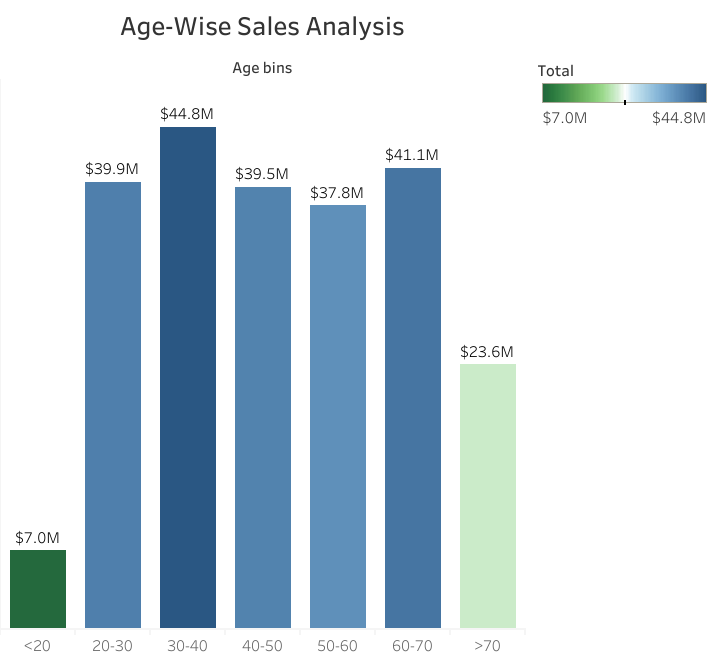 Age-Wise Sales Analysis
Age bins
Total
$7.0M $44.8M
$44.8M
$39.9M
$39.5M
$37.8M
$41.1M
$23.6M
$7.0M
<20 20-30 30-40 40-50 50-60 60-70 >70